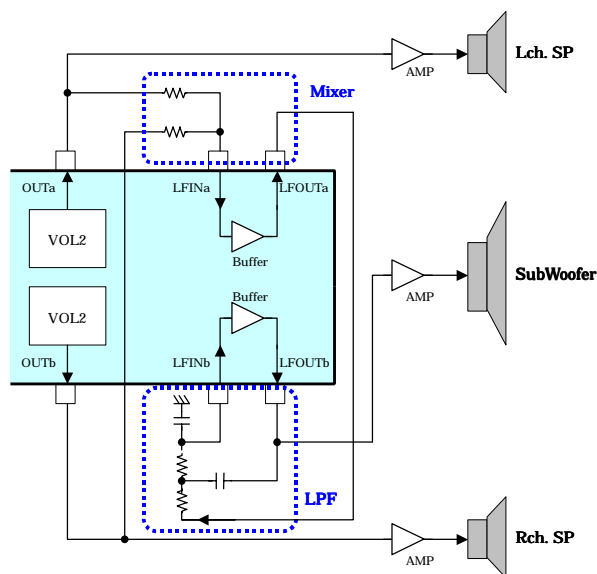 Lch. SP
AMP
Mixer
OUTa
LFINa
LFOUTa
VOL2
Buffer
SubWoofer
AMP
VOL2
Buffer
OUTb
LFINb
LFOUTb
LPF
Rch. SP
AMP